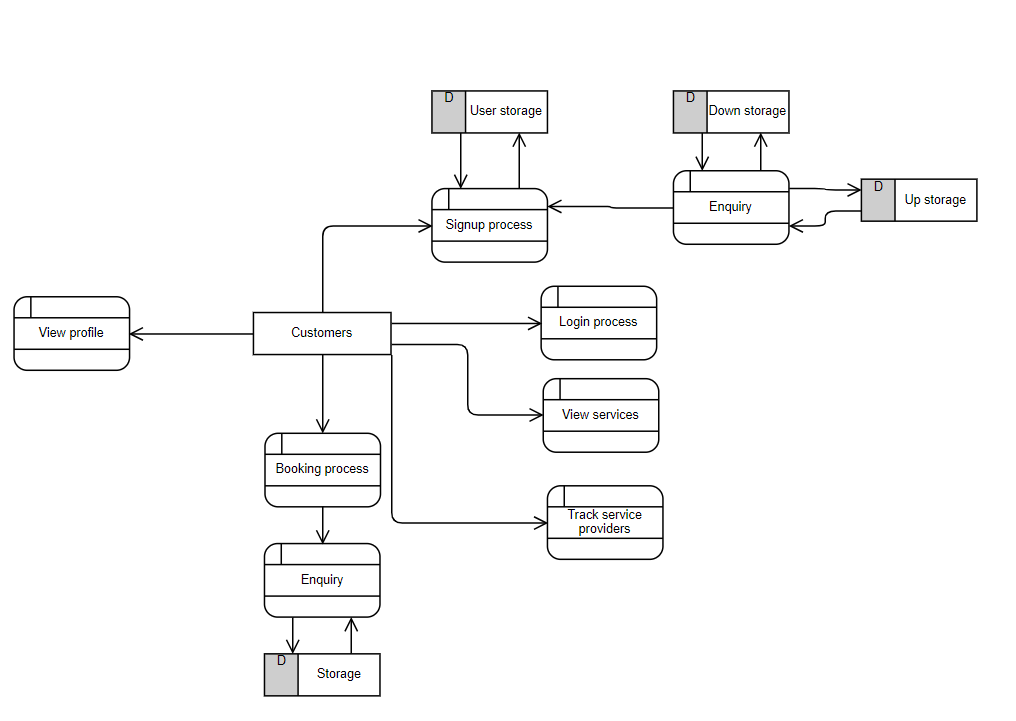 D
User storage
D
Down storage
D
Up storage
Signup process
Enquiry
View profile
Customers
Login process
View services
Booking process
Track service
providers
Enquiry
D
Storage